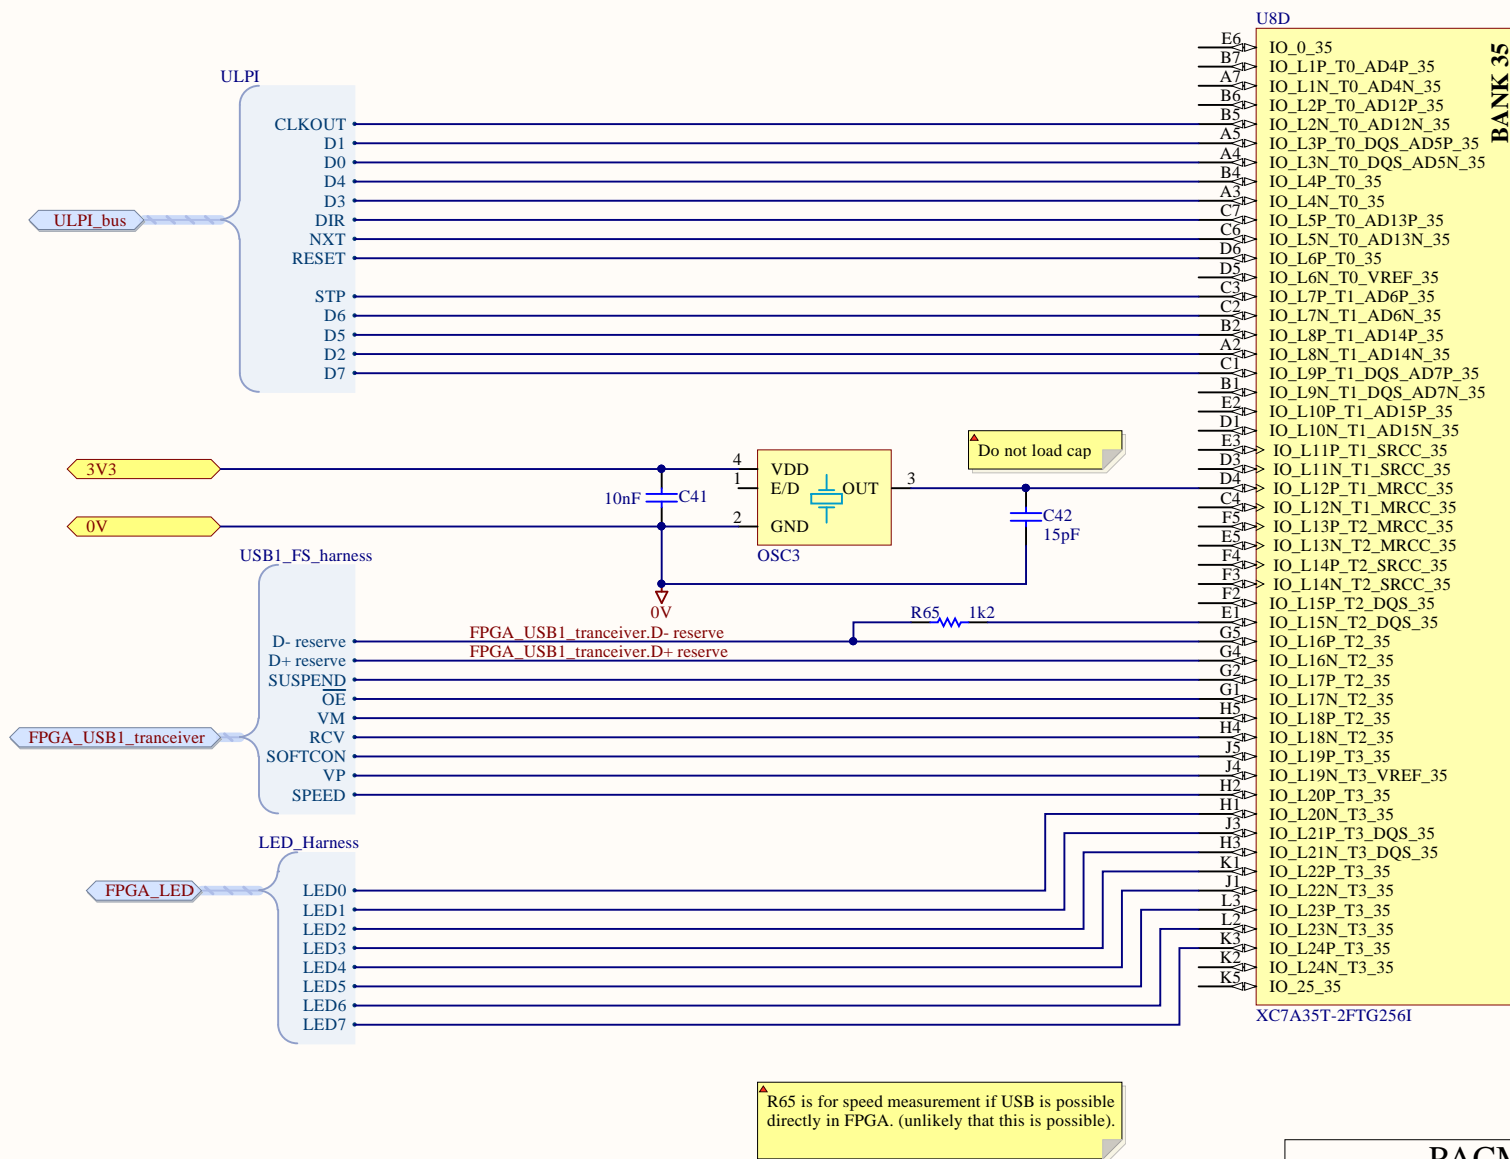 U8D
BANK 35
E6 IO_0_35
B7 IO_L1P_T0_AD4P_35
A7 IO_L1N_T0_AD4N_35
B6 IO_L2P_T0_AD12P_35
B5 IO_L2N_T0_AD12N_35
A5 IO_L3P_T0_DQS_AD5P_35
A4 IO_L3N_T0_DQS_AD5N_35
B4 IO_L4P_T0_35
A3 IO_L4N_T0_35
C7 IO_L5P_T0_AD13P_35
C6 IO_L5N_T0_AD13N_35
D6 IO_L6P_T0_35
D5 IO_L6N_T0_VREF_35
C3 IO_L7P_T1_AD6P_35
C2 IO_L7N_T1_AD6N_35
B2 IO_L8P_T1_AD14P_35
A2 IO_L8N_T1_AD14N_35
C1 IO_L9P_T1_DQS_AD7P_35
B1 IO_L9N_T1_DQS_AD7N_35
E2 IO_L10P_T1_AD15P_35
D1 IO_L10N_T1_AD15N_35
E3 IO_L11P_T1_SRCC_35
D3 IO_L11N_T1_SRCC_35
D4 IO_L12P_T1_MRCC_35
C4 IO_L12N_T1_MRCC_35
F5 IO_L13P_T2_MRCC_35
E5 IO_L13N_T2_MRCC_35
F4 IO_L14P_T2_SRCC_35
F3 IO_L14N_T2_SRCC_35
F2 IO_L15P_T2_DQS_35
E1 IO_L15N_T2_DQS_35
G5 IO_L16P_T2_35
G4 IO_L16N_T2_35
G2 IO_L17P_T2_35
G1 IO_L17N_T2_35
H5 IO_L18P_T2_35
H4 IO_L18N_T2_35
J5 IO_L19P_T3_35
J4 IO_L19N_T3_VREF_35
H2 IO_L20P_T3_35
H1 IO_L20N_T3_35
J3 IO_L21P_T3_DQS_35
H3 IO_L21N_T3_DQS_35
K1 IO_L22P_T3_35
J1 IO_L22N_T3_35
L3 IO_L23P_T3_35
L2 IO_L23N_T3_35
K3 IO_L24P_T3_35
K2 IO_L24N_T3_35
K5 IO_25_35
XC7A35T-2FTG256I
ULPI
CLKOUT
D1
D0
D4
D3
DIR
NXT
RESET
STP
D6
D5
D2
D7
ULPI_bus
3V3
0V
10nF C41
4 VDD
1 E/D
2 GND
OUT 3
OSC3
Do not load cap
C42
15pF
0V
USB1_FS_harness
D- reserve
D+ reserve
SUSPEND
OE
VM
RCV
SOFTCON
VP
SPEED
FPGA_USB1_tranceiver
R65 1k2
FPGA_USB1_tranceiver.D- reserve
FPGA_USB1_tranceiver.D+ reserve
LED_Harness
LED0
LED1
LED2
LED3
LED4
LED5
LED6
LED7
FPGA_LED
R65 is for speed measurement if USB is possible
directly in FPGA. (unlikely that this is possible).